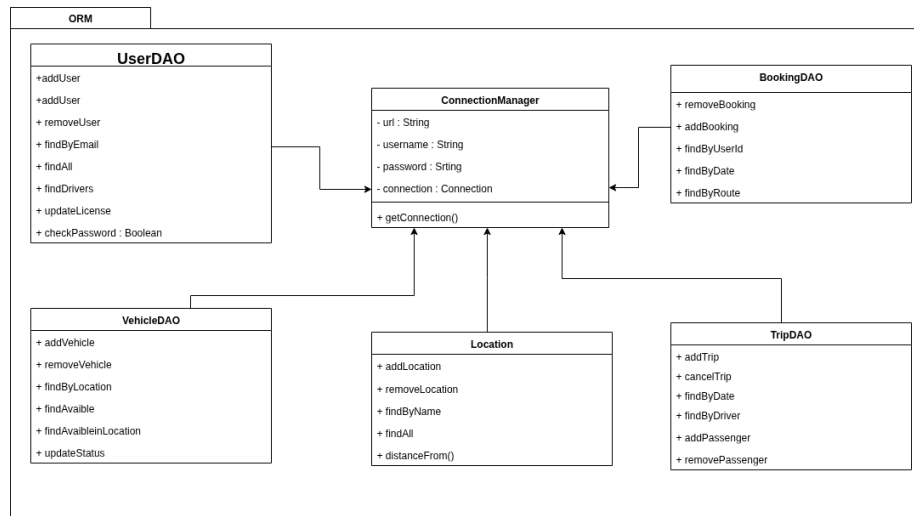 ORM
UserDAO
+addUser
+addUser
+ removeUser
+ findByEmail
+ findAll
+ findDrivers
+ updateLicense
+ checkPassword : Boolean
ConnectionManager
- url : String
- username : String
- password : Srting
- connection : Connection
+ getConnection()
BookingDAO
+ removeBooking
+ addBooking
+ findByUserId
+ findByDate
+ findByRoute
VehicleDAO
+ addVehicle
+ removeVehicle
+ findByLocation
+ findAvaible
+ findAvaibleinLocation
+ updateStatus
Location
+ addLocation
+ removeLocation
+ findByName
+ findAll
+ distanceFrom()
TripDAO
+ addTrip
+ cancelTrip
+ findByDate
+ findByDriver
+ addPassenger
+ removePassenger